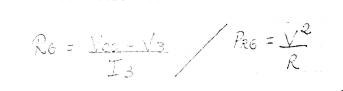 R6 = (Vcc - V3) / I3 / PR6 = V² / R